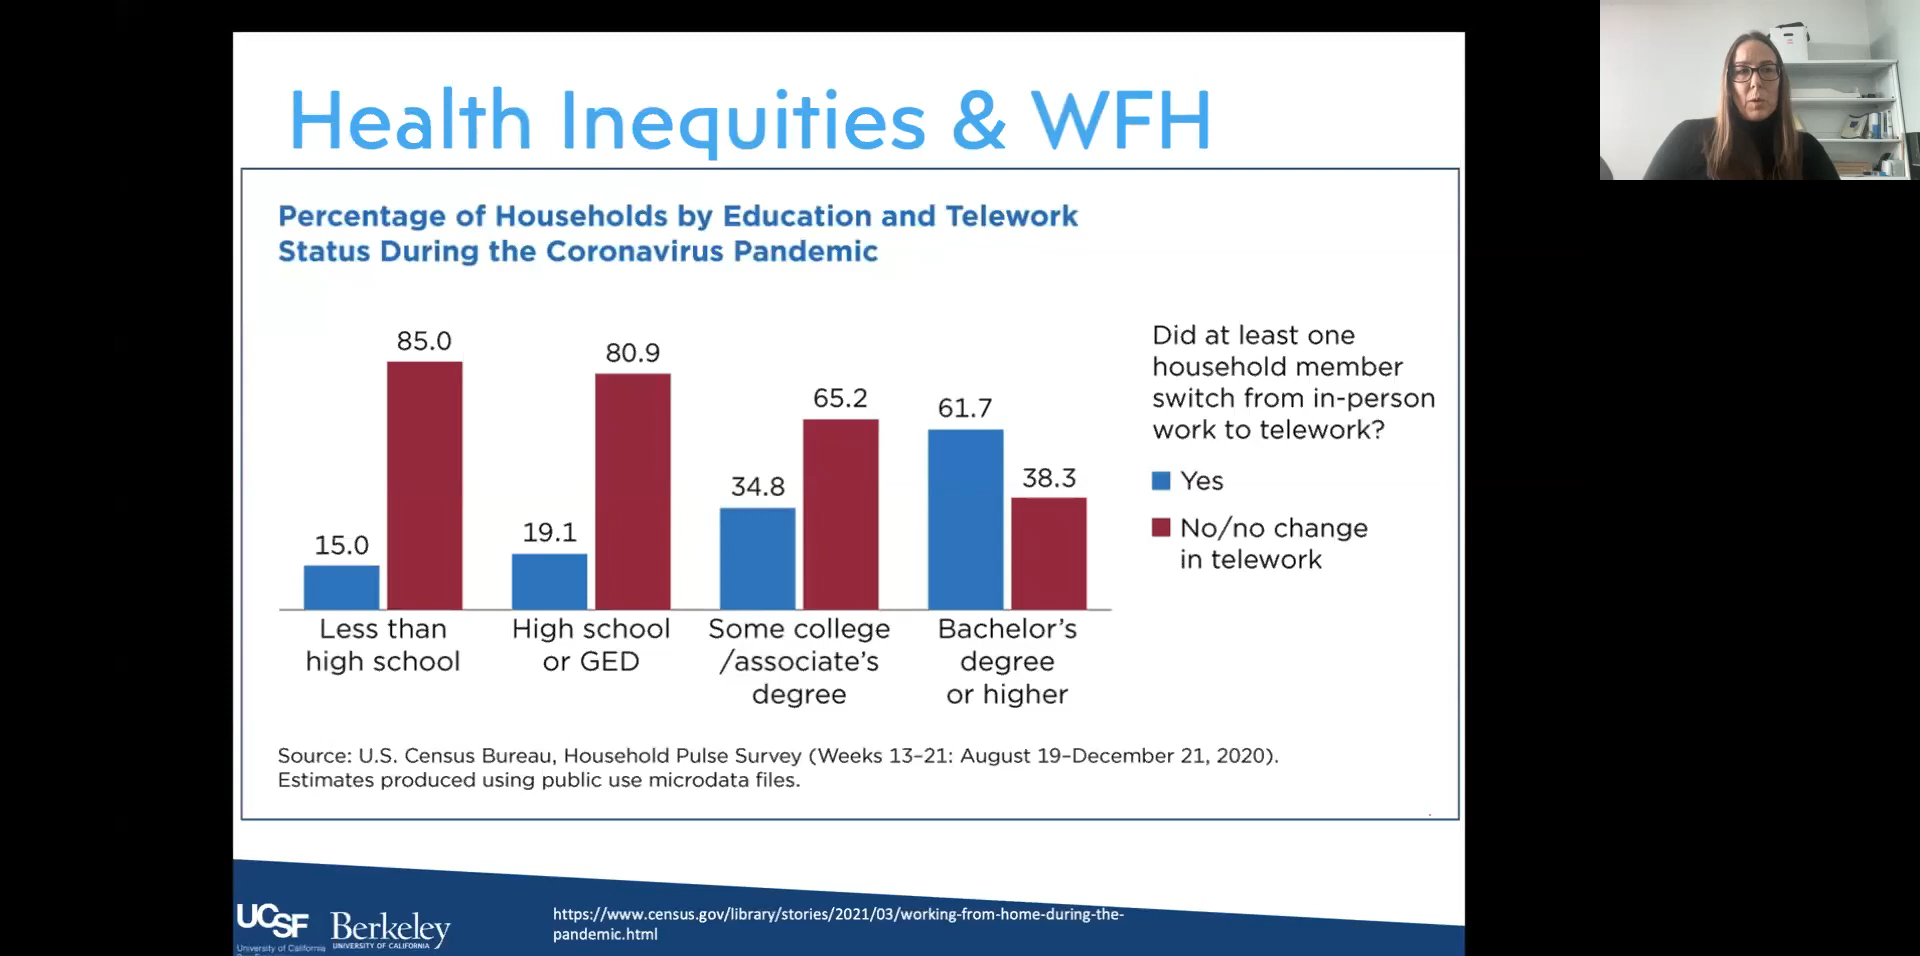 Health Inequities & WFH
Percentage of Households by Education and Telework
Status During the Coronavirus Pandemic
85.0
80.9
65.2
61.7
38.3
34.8
19.1
15.0
Did at least one
household member
switch from in-person
work to telework?
Yes
No/no change
in telework
Less than
high school
High school
or GED
Some college
/associate's
degree
Bachelor's
degree
or higher
Source: U.S. Census Bureau, Household Pulse Survey (Weeks 13–21: August 19–December 21, 2020).
Estimates produced using public use microdata files.
UCSF
University of California
Berkeley
UNIVERSITY OF CALIFORNIA
https://www.census.gov/library/stories/2021/03/working-from-home-during-the-
pandemic.html